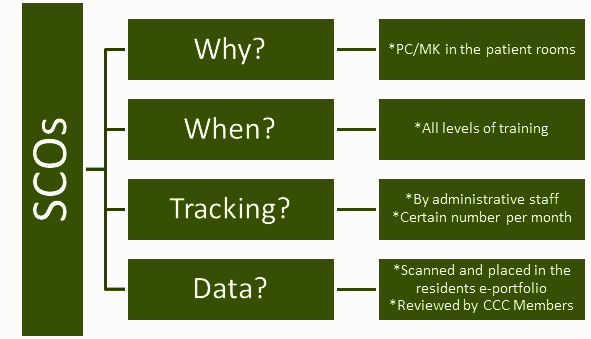 SCOs
Why?
*PC/MK in the patient rooms
When?
*All levels of training
Tracking?
*By administrative staff
*Certain number per month
Data?
*Scanned and placed in the
residents e-portfolio
*Reviewed by CCC Members